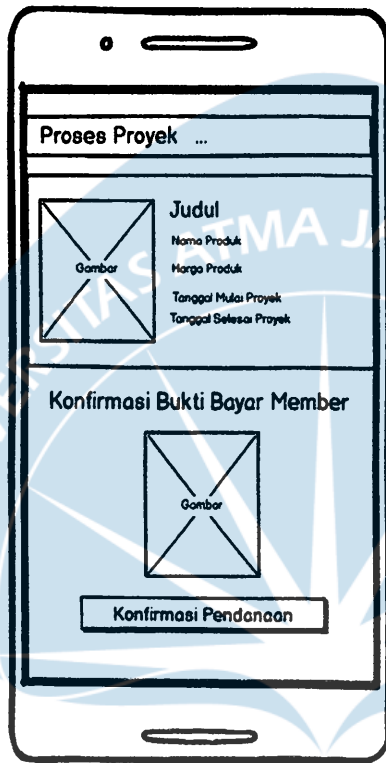 Proses Proyek ...
Judul
Nama Produk
Gambar
Harga Produk
Tanggal Mulai Proyek
Tanggal Selesai Proyek
Konfirmasi Bukti Bayar Member
Gambar
Konfirmasi Pendanaan